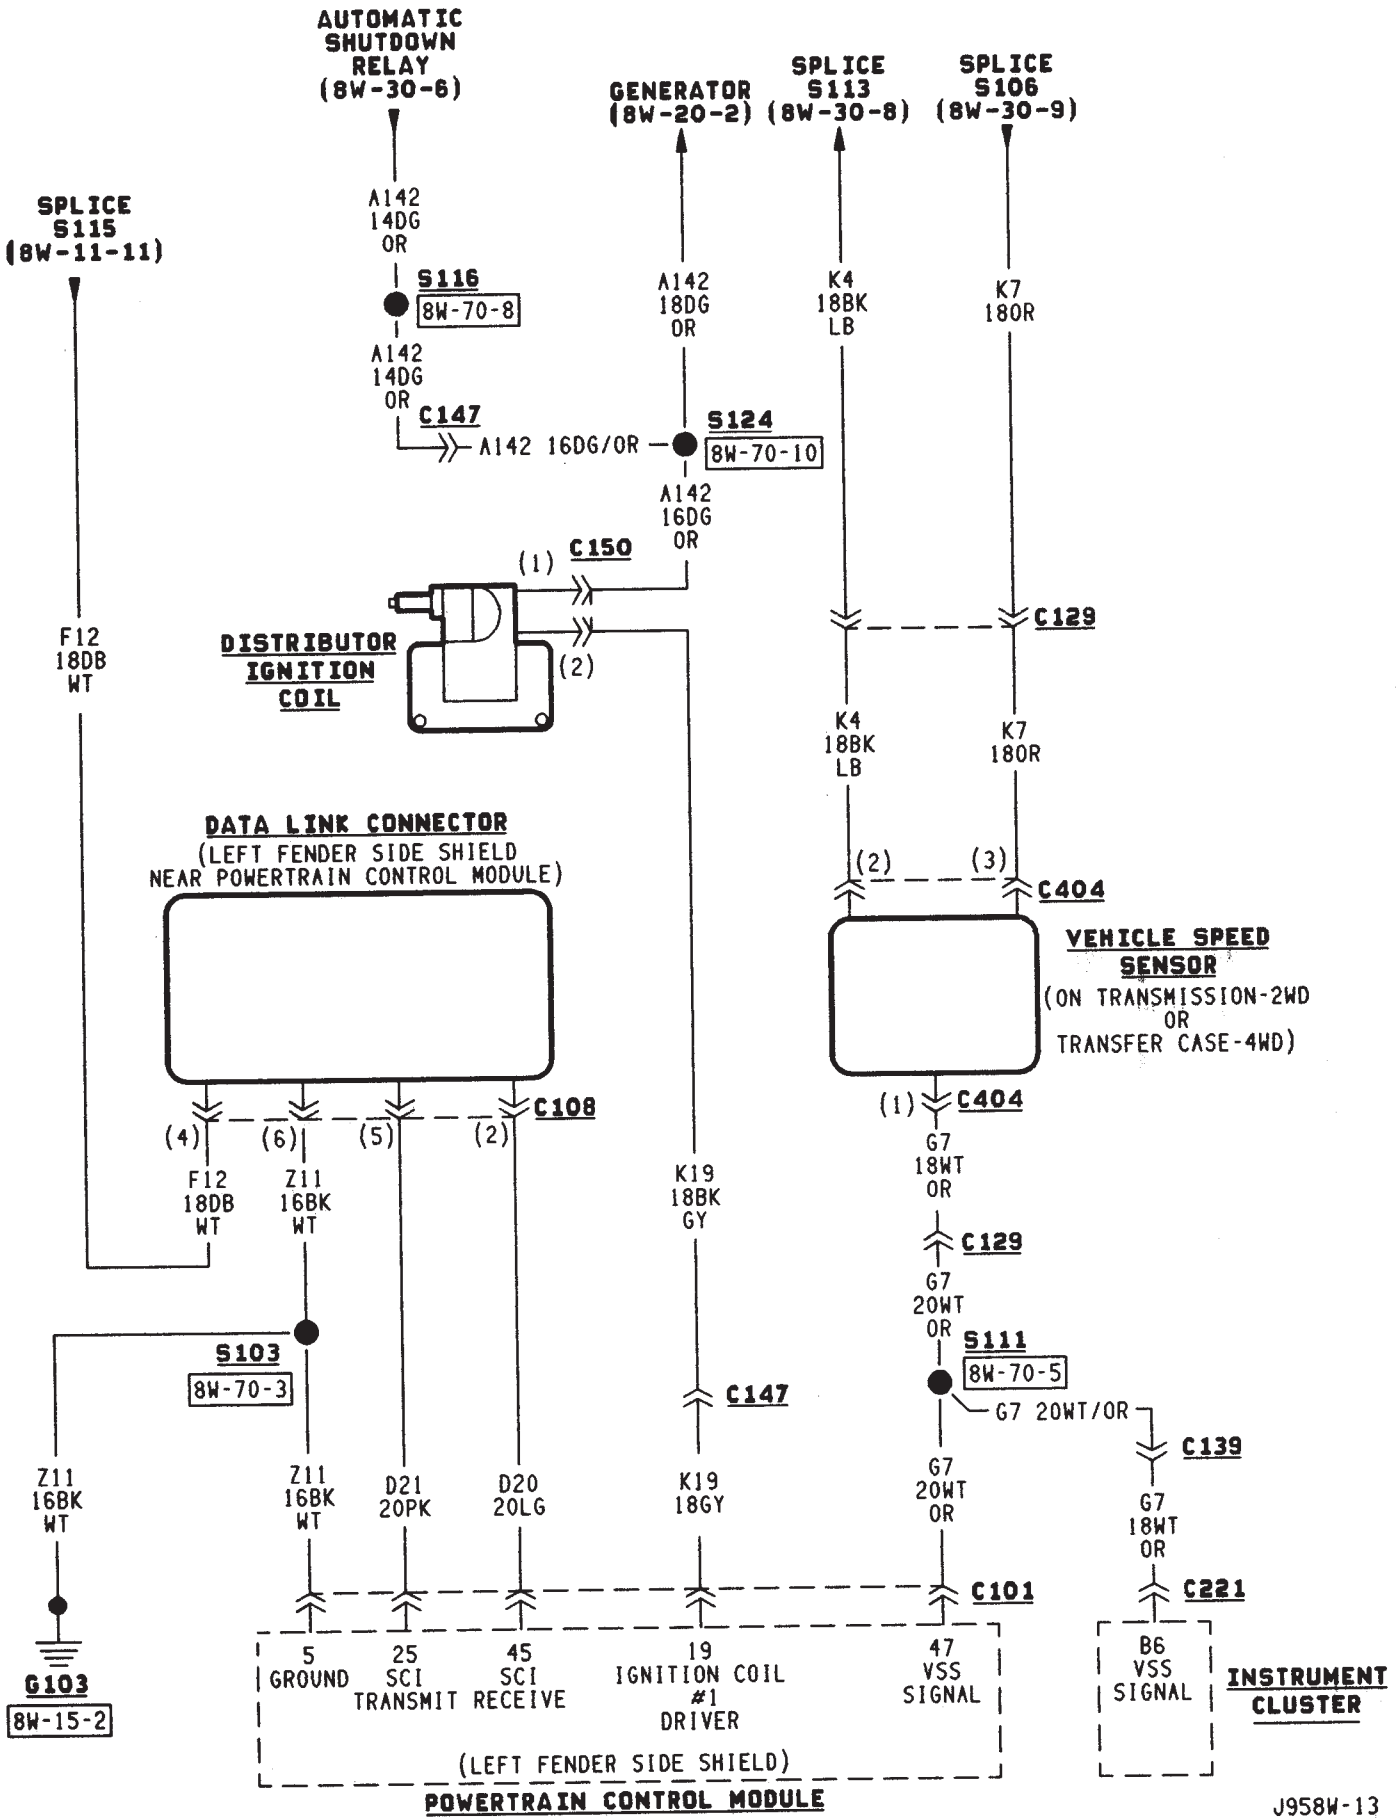 AUTOMATIC
SHUTDOWN
RELAY
(8W-30-6)
GENERATOR
(8W-20-2)
SPLICE
S113
(8W-30-8)
SPLICE
S106
(8W-30-9)
SPLICE
S115
(8W-11-11)
A142
14DG
OR
S116
8W-70-8
A142
14DG
OR
C147
A142 16DG/OR
A142
18DG
OR
S124
8W-70-10
A142
16DG
OR
K4
18BK
LB
K7
18OR
(1)
C150
(2)
DISTRIBUTOR
IGNITION
COIL
F12
18DB
WT
C129
K4
18BK
LB
K7
18OR
DATA LINK CONNECTOR
(LEFT FENDER SIDE SHIELD
NEAR POWERTRAIN CONTROL MODULE)
(2)
(3)
C404
VEHICLE SPEED
SENSOR
(ON TRANSMISSION-2WD
OR
TRANSFER CASE-4WD)
(4)
(6)
(5)
(2)
C108
(1)
C404
F12
18DB
WT
Z11
16BK
WT
K19
18BK
GY
G7
18WT
OR
C129
G7
20WT
OR
S111
8W-70-5
G7 20WT/OR
S103
8W-70-3
C147
C139
Z11
16BK
WT
Z11
16BK
WT
D21
20PK
D20
20LG
K19
18GY
G7
20WT
OR
G7
18WT
OR
C101
C221
G103
8W-15-2
5
GROUND
25
SCI
TRANSMIT
45
SCI
RECEIVE
19
IGNITION COIL
#1
DRIVER
47
VSS
SIGNAL
B6
VSS
SIGNAL
INSTRUMENT
CLUSTER
(LEFT FENDER SIDE SHIELD)
POWERTRAIN CONTROL MODULE
J958W-13